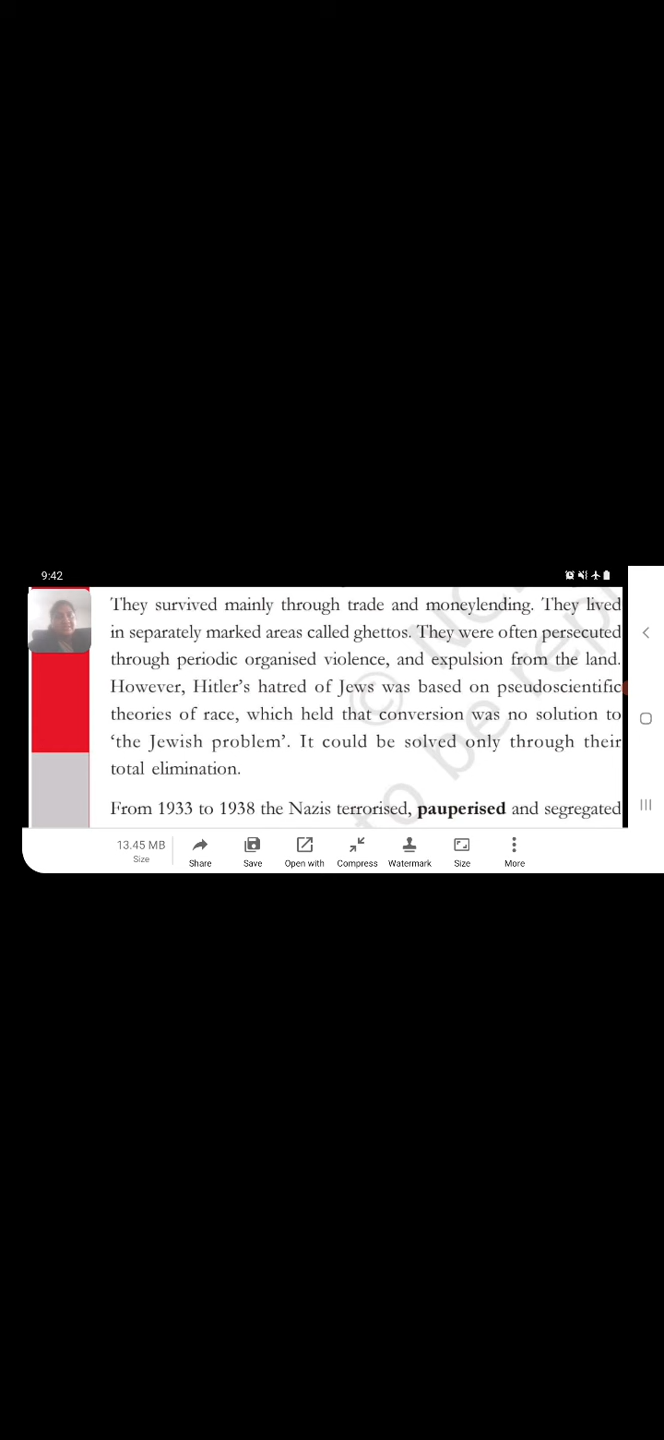 9:42
They survived mainly through trade and moneylending. They lived
in separately marked areas called ghettos. They were often persecuted
through periodic organised violence, and expulsion from the land.
However, Hitler's hatred of Jews was based on pseudoscientific
theories of race, which held that conversion was no solution to
‘the Jewish problem’. It could be solved only through their
total elimination.
From 1933 to 1938 the Nazis terrorised, pauperised and segregated
© NC
to be repu
13.45 MB
Size
Share
Save
Open with
Compress
Watermark
Size
More